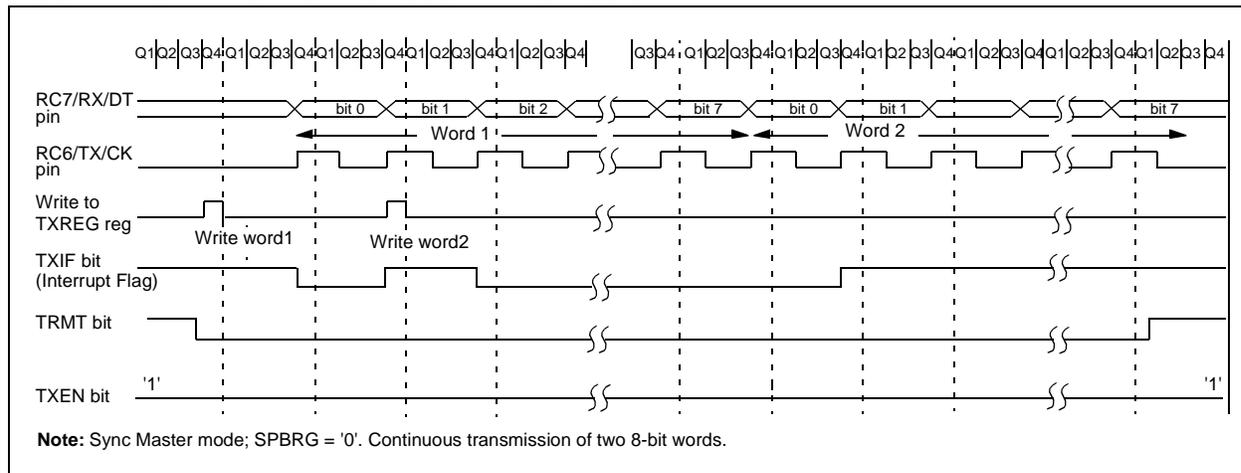 Q1 Q2 Q3 Q4 Q1 Q2 Q3 Q4 Q1 Q2 Q3 Q4 Q1 Q2 Q3 Q4 Q1 Q2 Q3 Q4 Q3 Q4 Q1 Q2 Q3 Q4 Q1 Q2 Q3 Q4 Q1 Q2 Q3 Q4 Q1 Q2 Q3 Q4 Q1 Q2 Q3 Q4 Q1 Q2 Q3 Q4
RC7/RX/DT
pin
bit 0 bit 1 bit 2 bit 7 bit 0 bit 1 bit 7
Word 1 Word 2
RC6/TX/CK
pin
Write to
TXREG reg
Write word1 Write word2
TXIF bit
(Interrupt Flag)
TRMT bit
'1' '1'
TXEN bit
Note: Sync Master mode; SPBRG = '0'. Continuous transmission of two 8-bit words.